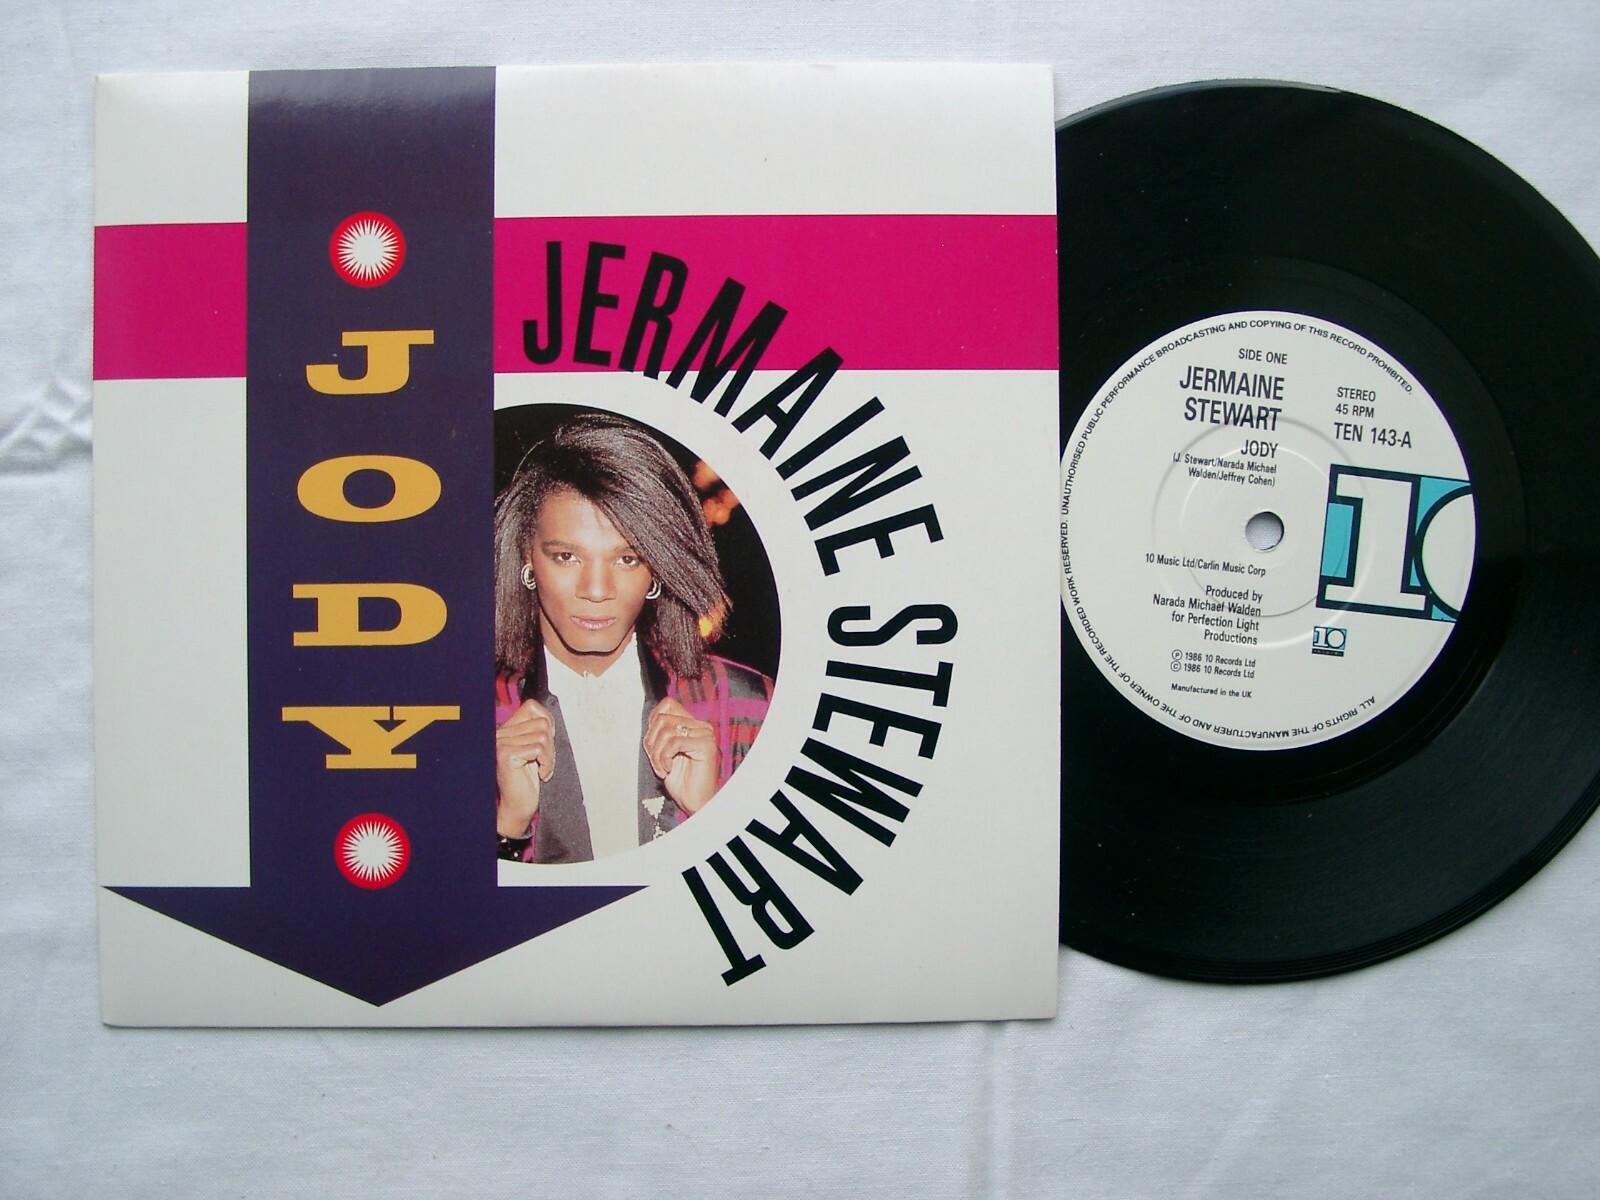 JODY
JERMAINE STEWART
UNAUTHORISED PUBLIC PERFORMANCE BROADCASTING AND COPYING OF THIS RECORD PROHIBITED.
ALL RIGHTS OF THE MANUFACTURER AND OF THE OWNER OF THE RECORDED WORK RESERVED.
SIDE ONE
JERMAINE
STEWART
JODY
(J. Stewart/Narada Michael
Walden/Jeffrey Cohen)
STEREO
45 RPM
TEN 143-A
10
10 Music Ltd/Carlin Music Corp
Produced by
Narada Michael Walden
for Perfection Light
Productions
Ⓟ 1986 10 Records Ltd
© 1986 10 Records Ltd
Manufactured in the UK
10